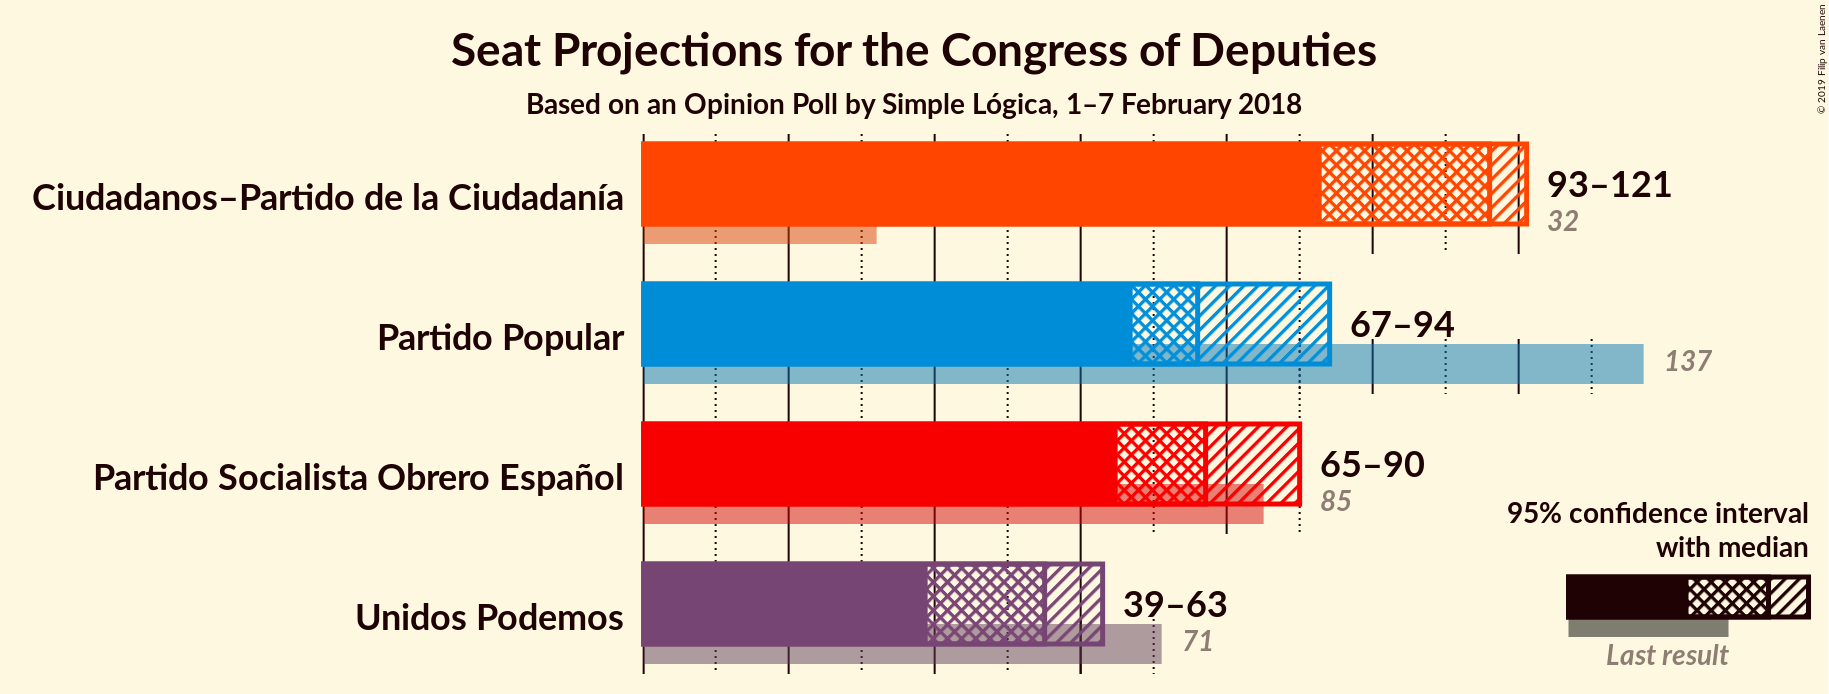 Seat Projections for the Congress of Deputies
Based on an Opinion Poll by Simple Lógica, 1–7 February 2018
© 2019 Filip van Laenen
Ciudadanos–Partido de la Ciudadanía
93–121
32
Partido Popular
67–94
137
Partido Socialista Obrero Español
65–90
85
Unidos Podemos
39–63
71
95% confidence interval
with median
Last result